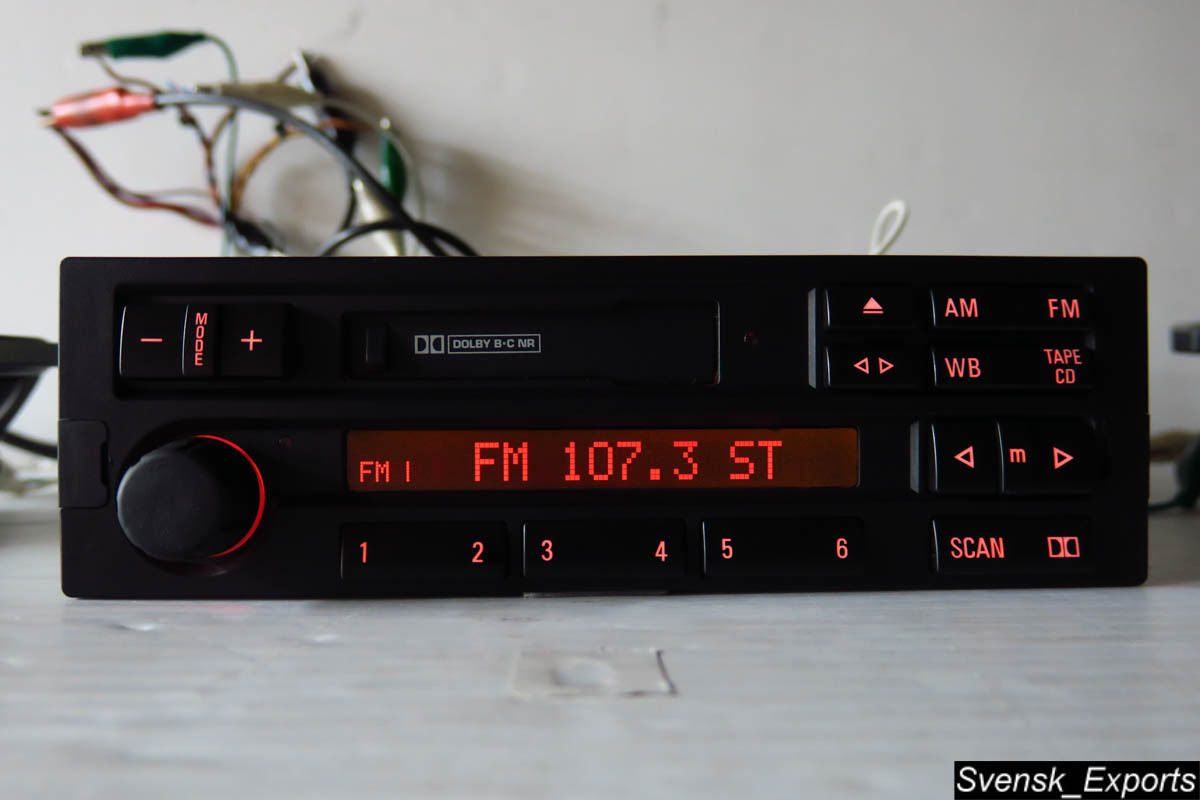 − MODE +
DOLBY B·C NR
AM FM
WB TAPE CD
FM 1 FM 107.3 ST
m
1 2 3 4 5 6
SCAN
Svensk_Exports